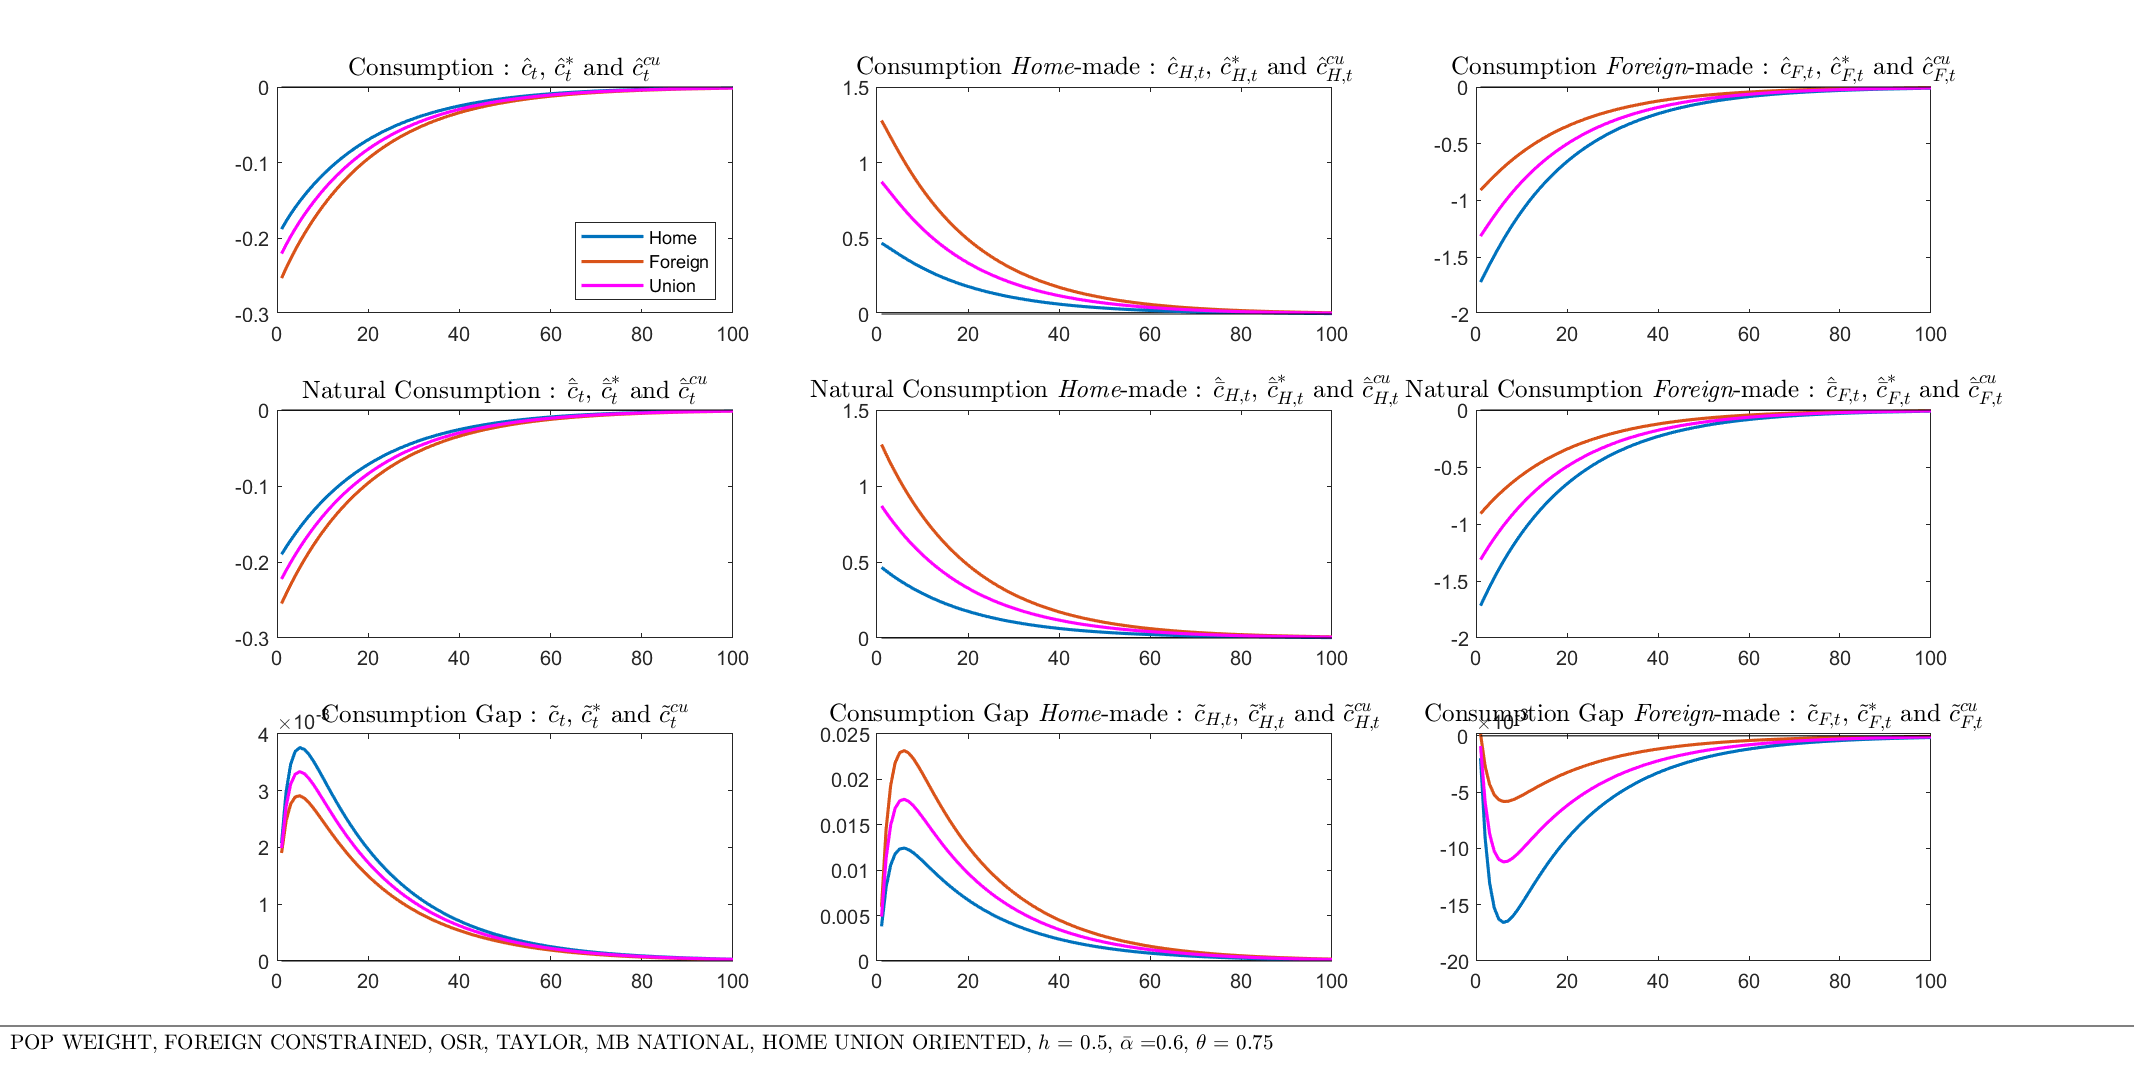 Consumption : ĉ_t, ĉ*_t and ĉ^cu_t
0
-0.1
-0.2
-0.3
0 20 40 60 80 100
Home
Foreign
Union
Consumption Home-made : ĉ_H,t, ĉ*_H,t and ĉ^cu_H,t
1.5
1
0.5
0
0 20 40 60 80 100
Consumption Foreign-made : ĉ_F,t, ĉ*_F,t and ĉ^cu_F,t
0
-0.5
-1
-1.5
-2
0 20 40 60 80 100
Natural Consumption : ĉ̄_t, ĉ̄*_t and ĉ̄^cu_t
0
-0.1
-0.2
-0.3
0 20 40 60 80 100
Natural Consumption Home-made : ĉ̄_H,t, ĉ̄*_H,t and ĉ̄^cu_H,t
1.5
1
0.5
0
0 20 40 60 80 100
Natural Consumption Foreign-made : ĉ̄_F,t, ĉ̄*_F,t and ĉ̄^cu_F,t
0
-0.5
-1
-1.5
-2
0 20 40 60 80 100
Consumption Gap : c̃_t, c̃*_t and c̃^cu_t
×10^-3
4
3
2
1
0
0 20 40 60 80 100
Consumption Gap Home-made : c̃_H,t, c̃*_H,t and c̃^cu_H,t
0.025
0.02
0.015
0.01
0.005
0
0 20 40 60 80 100
Consumption Gap Foreign-made : c̃_F,t, c̃*_F,t and c̃^cu_F,t
×10^-3
0
-5
-10
-15
-20
0 20 40 60 80 100
POP WEIGHT, FOREIGN CONSTRAINED, OSR, TAYLOR, MB NATIONAL, HOME UNION ORIENTED, h = 0.5, ᾱ =0.6, θ = 0.75